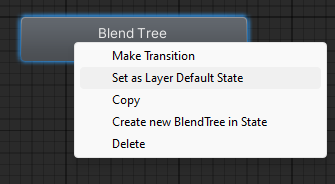 Blend Tree
Make Transition
Set as Layer Default State
Copy
Create new BlendTree in State
Delete